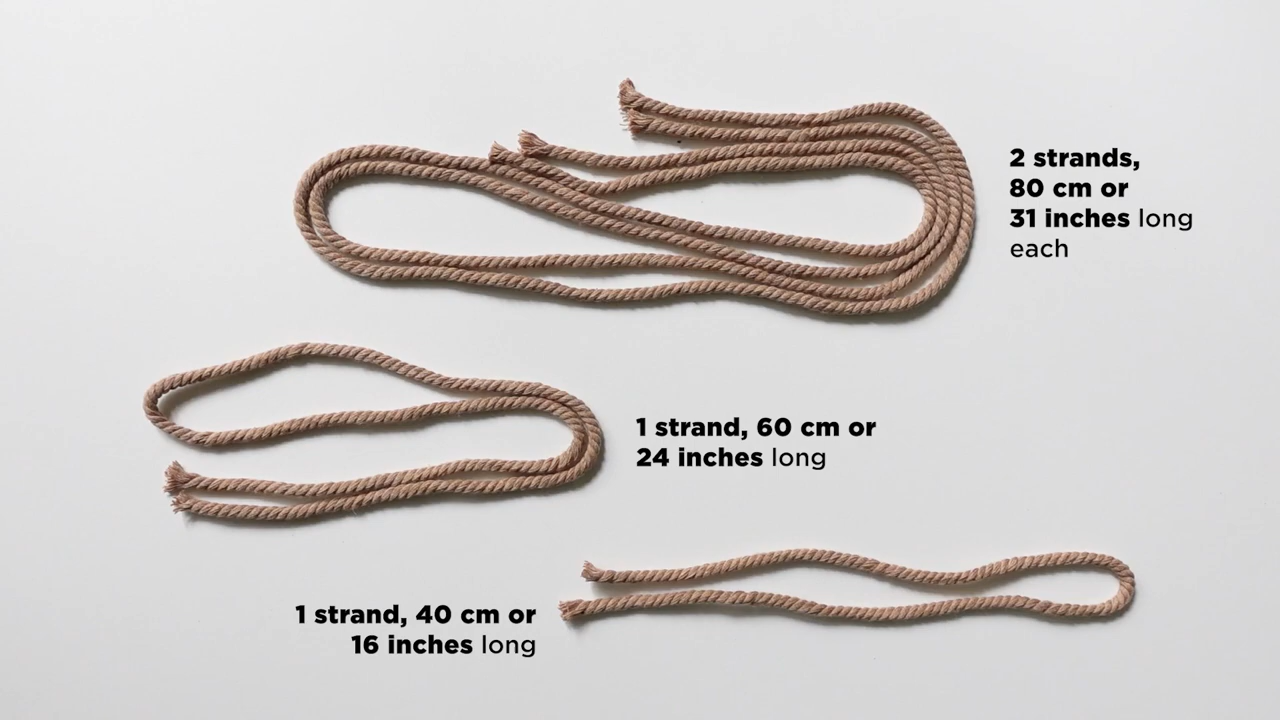 2 strands,
80 cm or
31 inches long
each
1 strand, 60 cm or
24 inches long
1 strand, 40 cm or
16 inches long